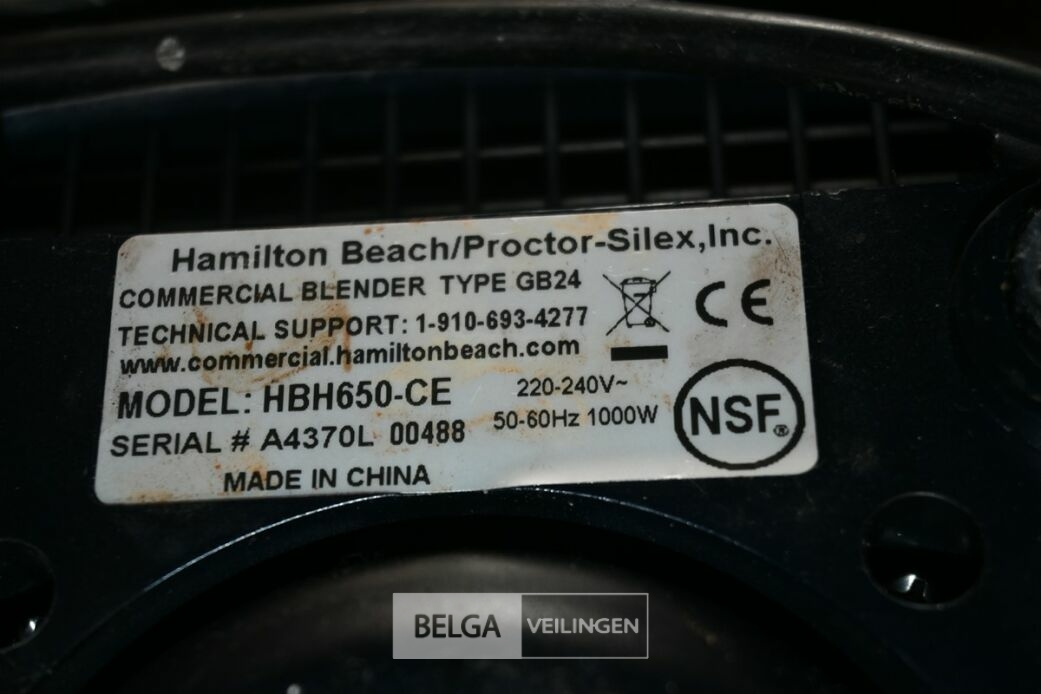 Hamilton Beach/Proctor-Silex,Inc.
COMMERCIAL BLENDER TYPE GB24
TECHNICAL SUPPORT: 1-910-693-4277
www.commercial.hamiltonbeach.com
MODEL: HBH650-CE
220-240V~
50-60Hz 1000W
SERIAL # A4370L 00488
MADE IN CHINA
CE
NSF®
BELGA VEILINGEN